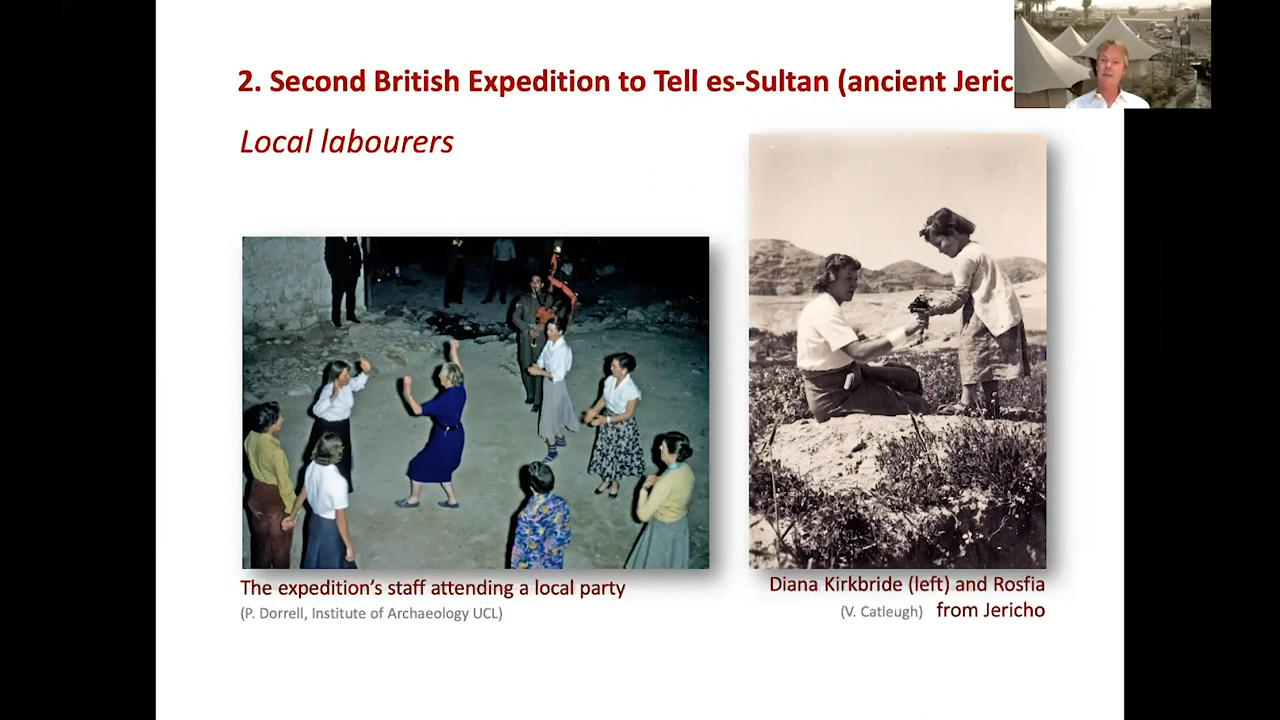 2. Second British Expedition to Tell es-Sultan (ancient Jeric
Local labourers
The expedition's staff attending a local party
(P. Dorrell, Institute of Archaeology UCL)
Diana Kirkbride (left) and Rosfia
(V. Catleugh) from Jericho